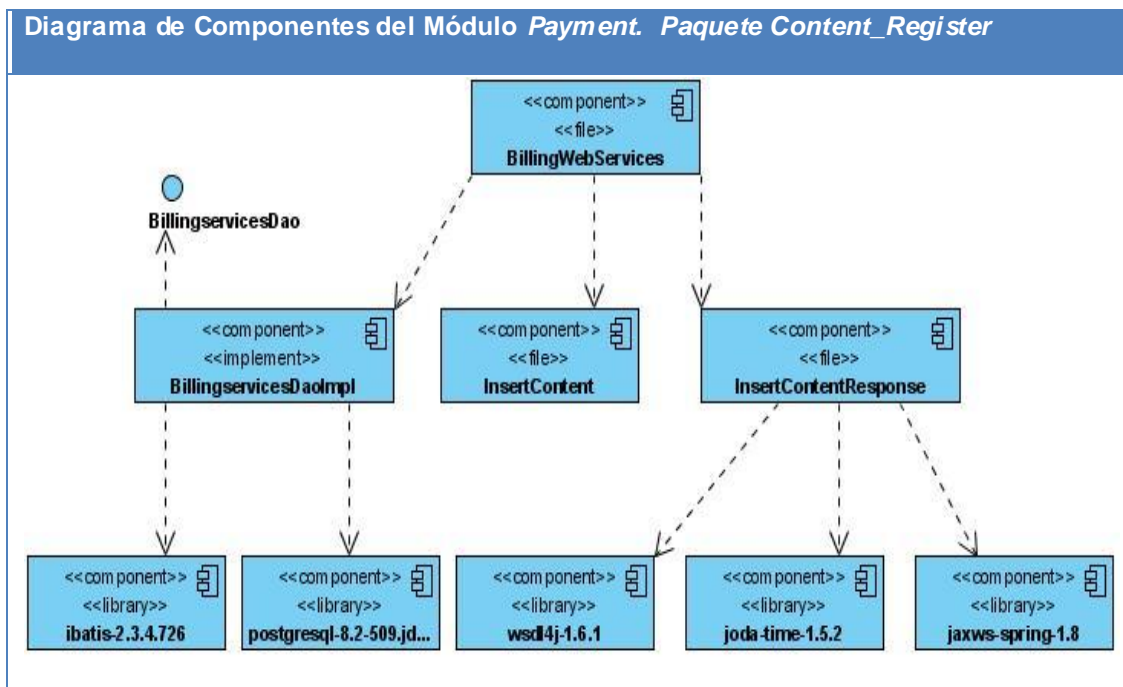 Diagrama de Componentes del Módulo Payment. Paquete Content_Register
<<component>>
<<file>>
BillingWebServices
BillingservicesDao
<<component>>
<<implement>>
BillingservicesDaoImpl
<<component>>
<<file>>
InsertContent
<<component>>
<<file>>
InsertContentResponse
<<component>>
<<library>>
ibatis-2.3.4.726
<<component>>
<<library>>
postgresql-8.2-509.jd...
<<component>>
<<library>>
wsdl4j-1.6.1
<<component>>
<<library>>
joda-time-1.5.2
<<component>>
<<library>>
jaxws-spring-1.8